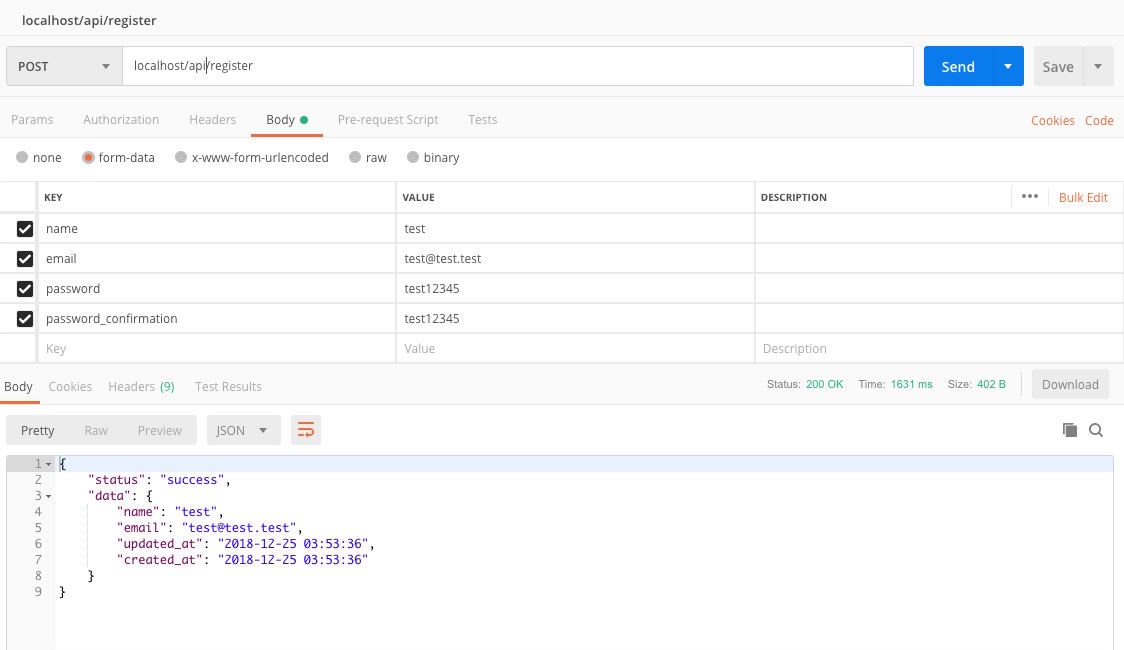 localhost/api/register
POST localhost/api/register Send Save
Params Authorization Headers Body Pre-request Script Tests Cookies Code
none form-data x-www-form-urlencoded raw binary
KEY VALUE DESCRIPTION ••• Bulk Edit
name test
email test@test.test
password test12345
password_confirmation test12345
Key Value Description
Body Cookies Headers (9) Test Results Status: 200 OK Time: 1631 ms Size: 402 B Download
Pretty Raw Preview JSON
1 {
2 "status": "success",
3 "data": {
4 "name": "test",
5 "email": "test@test.test",
6 "updated_at": "2018-12-25 03:53:36",
7 "created_at": "2018-12-25 03:53:36"
8 }
9 }